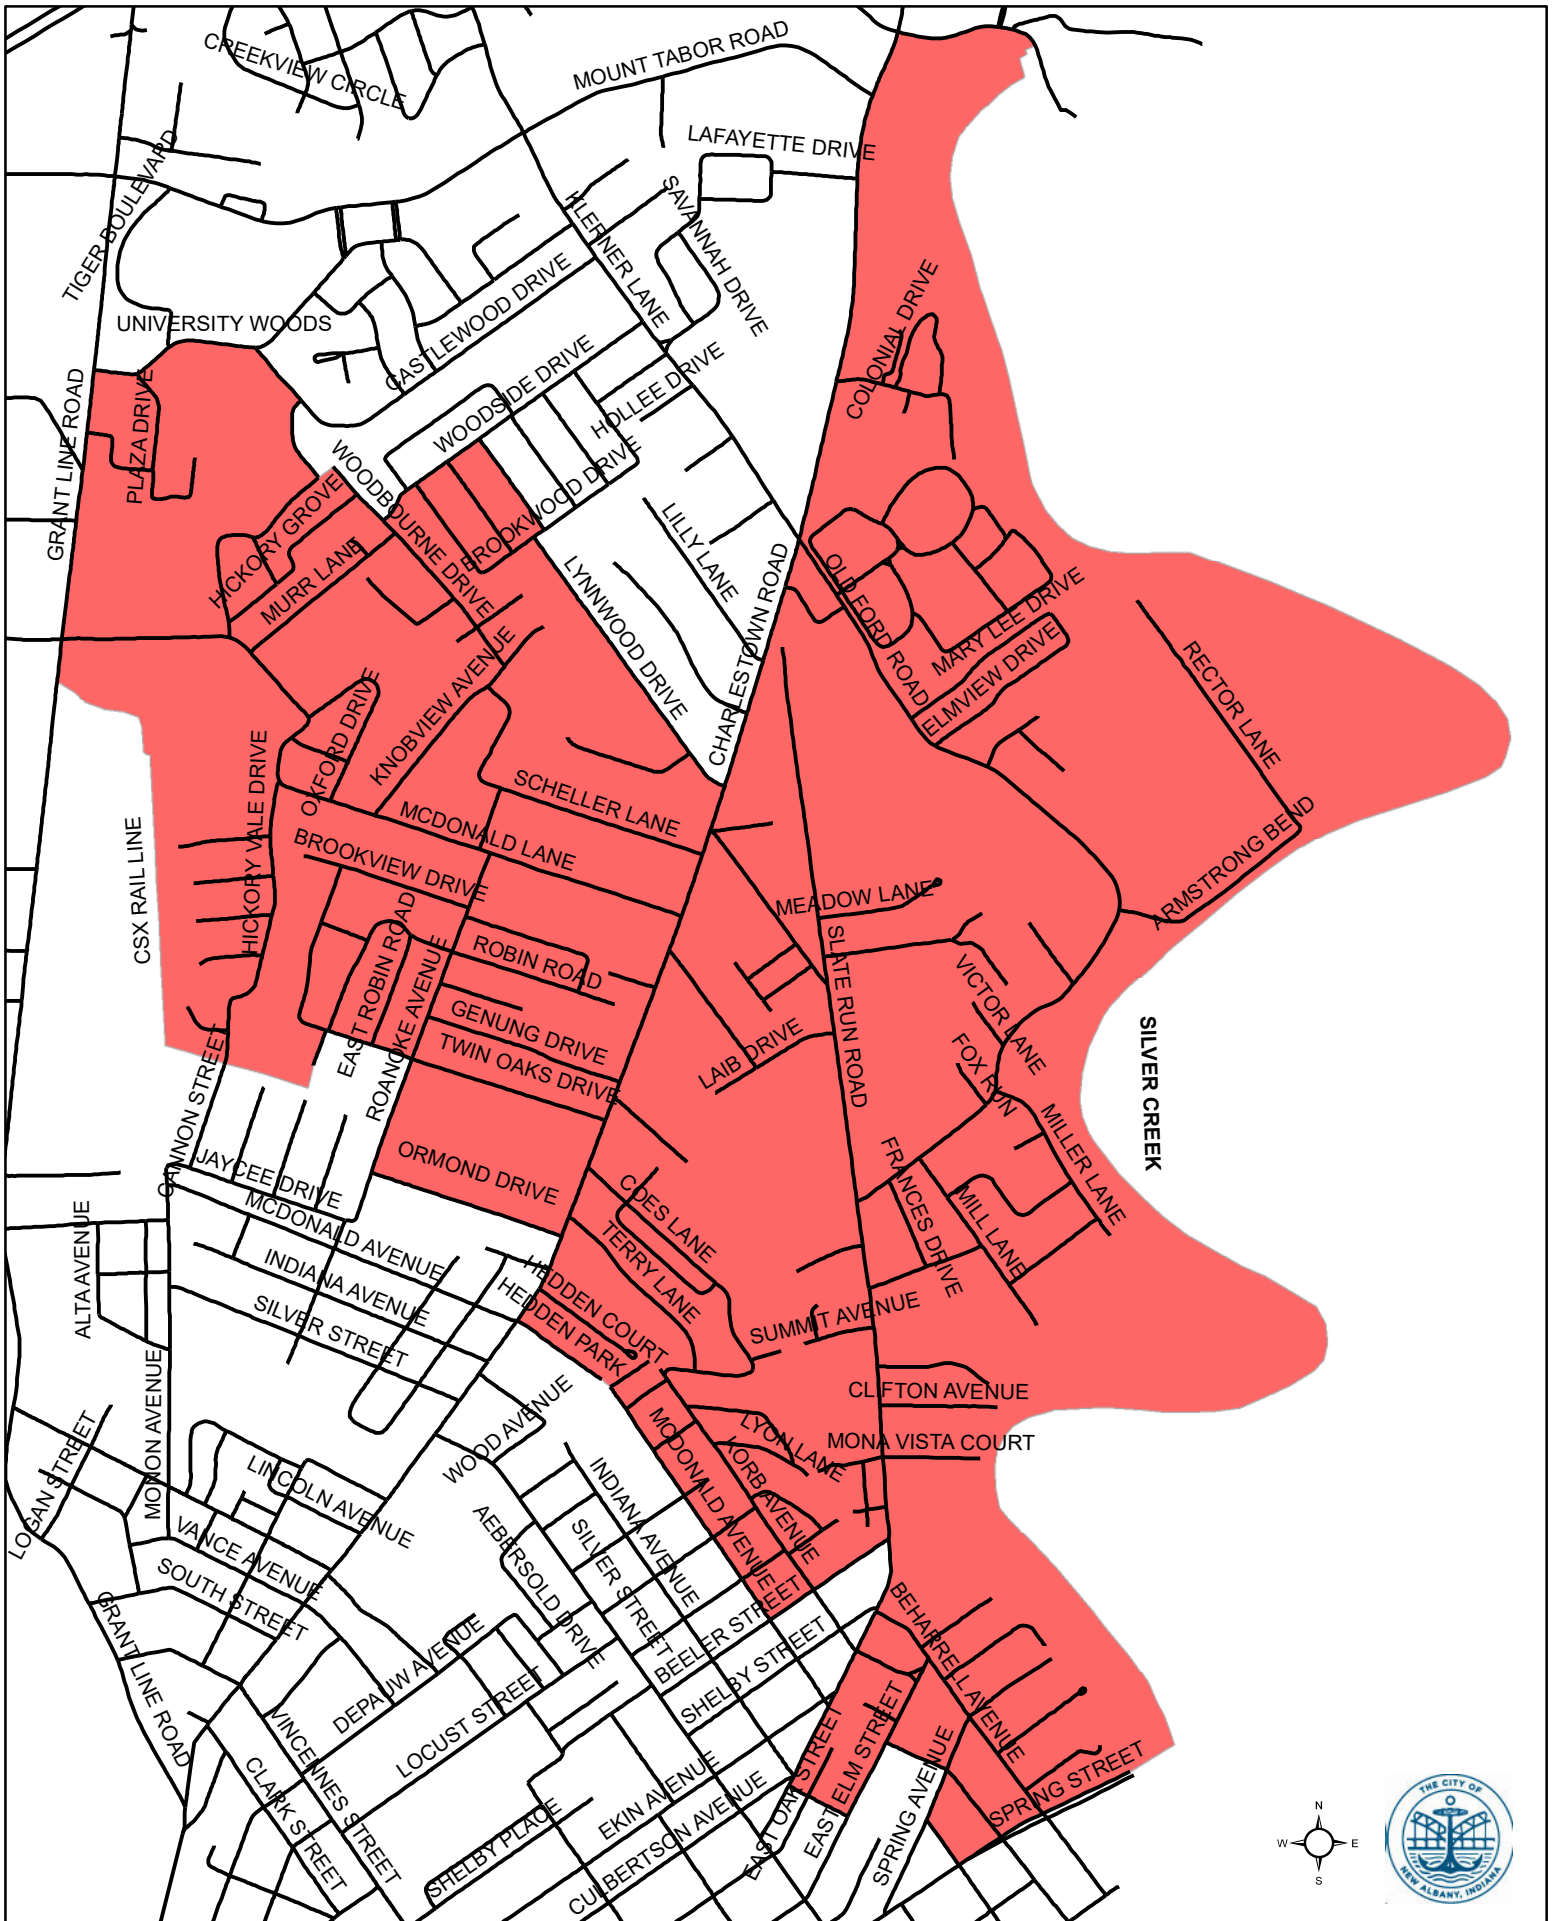 CREEKVIEW CIRCLE
MOUNT TABOR ROAD
LAFAYETTE DRIVE
TIGER BOULEVARD
KLERNER LANE
SAVANNAH DRIVE
UNIVERSITY WOODS
CASTLEWOOD DRIVE
COLONIAL DRIVE
WOODSIDE DRIVE
HOLLEE DRIVE
GRANT LINE ROAD
PLAZA DRIVE
WOODBOURNE DRIVE
BROOKWOOD DRIVE
HICKORY GROVE
MURR LANE
LILLY LANE
LYNNWOOD DRIVE
CHARLESTOWN ROAD
OLD FORD ROAD
MARY LEE DRIVE
ELMVIEW DRIVE
RECTOR LANE
KNOBVIEW AVENUE
OXFORD DRIVE
HICKORY VALE DRIVE
SCHELLER LANE
MCDONALD LANE
BROOKVIEW DRIVE
CSX RAIL LINE
ARMSTRONG BEND
MEADOW LANE
SLATE RUN ROAD
ROBIN ROAD
EAST ROBIN ROAD
ROANOKE AVENUE
VICTOR LANE
GENUNG DRIVE
TWIN OAKS DRIVE
LAIB DRIVE
FOX RUN
SILVER CREEK
CANNON STREET
MILLER LANE
JAYCEE DRIVE
ORMOND DRIVE
FRANCES DRIVE
MILL LANE
COES LANE
TERRY LANE
MCDONALD AVENUE
ALTA AVENUE
INDIANA AVENUE
SILVER STREET
HEDDEN COURT
HEDDEN PARK
SUMMIT AVENUE
CLIFTON AVENUE
MONON AVENUE
WOOD AVENUE
MCDONALD AVENUE
LYON LANE
KORB AVENUE
MONA VISTA COURT
LOGAN STREET
LINCOLN AVENUE
INDIANA AVENUE
AEBERSOLD DRIVE
SILVER STREET
VANCE AVENUE
SOUTH STREET
GRANT LINE ROAD
BEELER STREET
BEHARRELL AVENUE
DEPAUW AVENUE
SHELBY STREET
LOCUST STREET
VINCENNES STREET
CLARK STREET
EAST OAK STREET
EAST ELM STREET
SPRING AVENUE
SPRING STREET
SHELBY PLACE
EKIN AVENUE
CULBERTSON AVENUE
N
W
E
S
THE CITY OF
NEW ALBANY, INDIANA